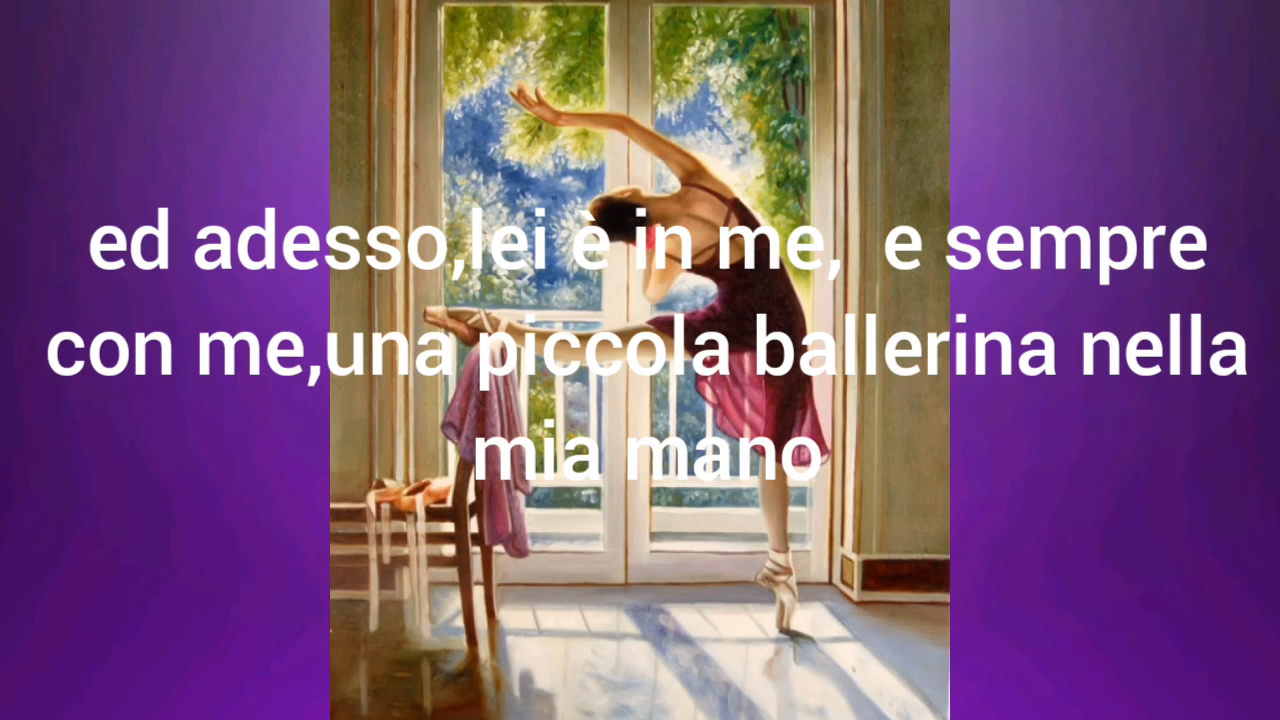 ed adesso,lei è in me,  e sempre
con me,una piccola ballerina nella
mia mano